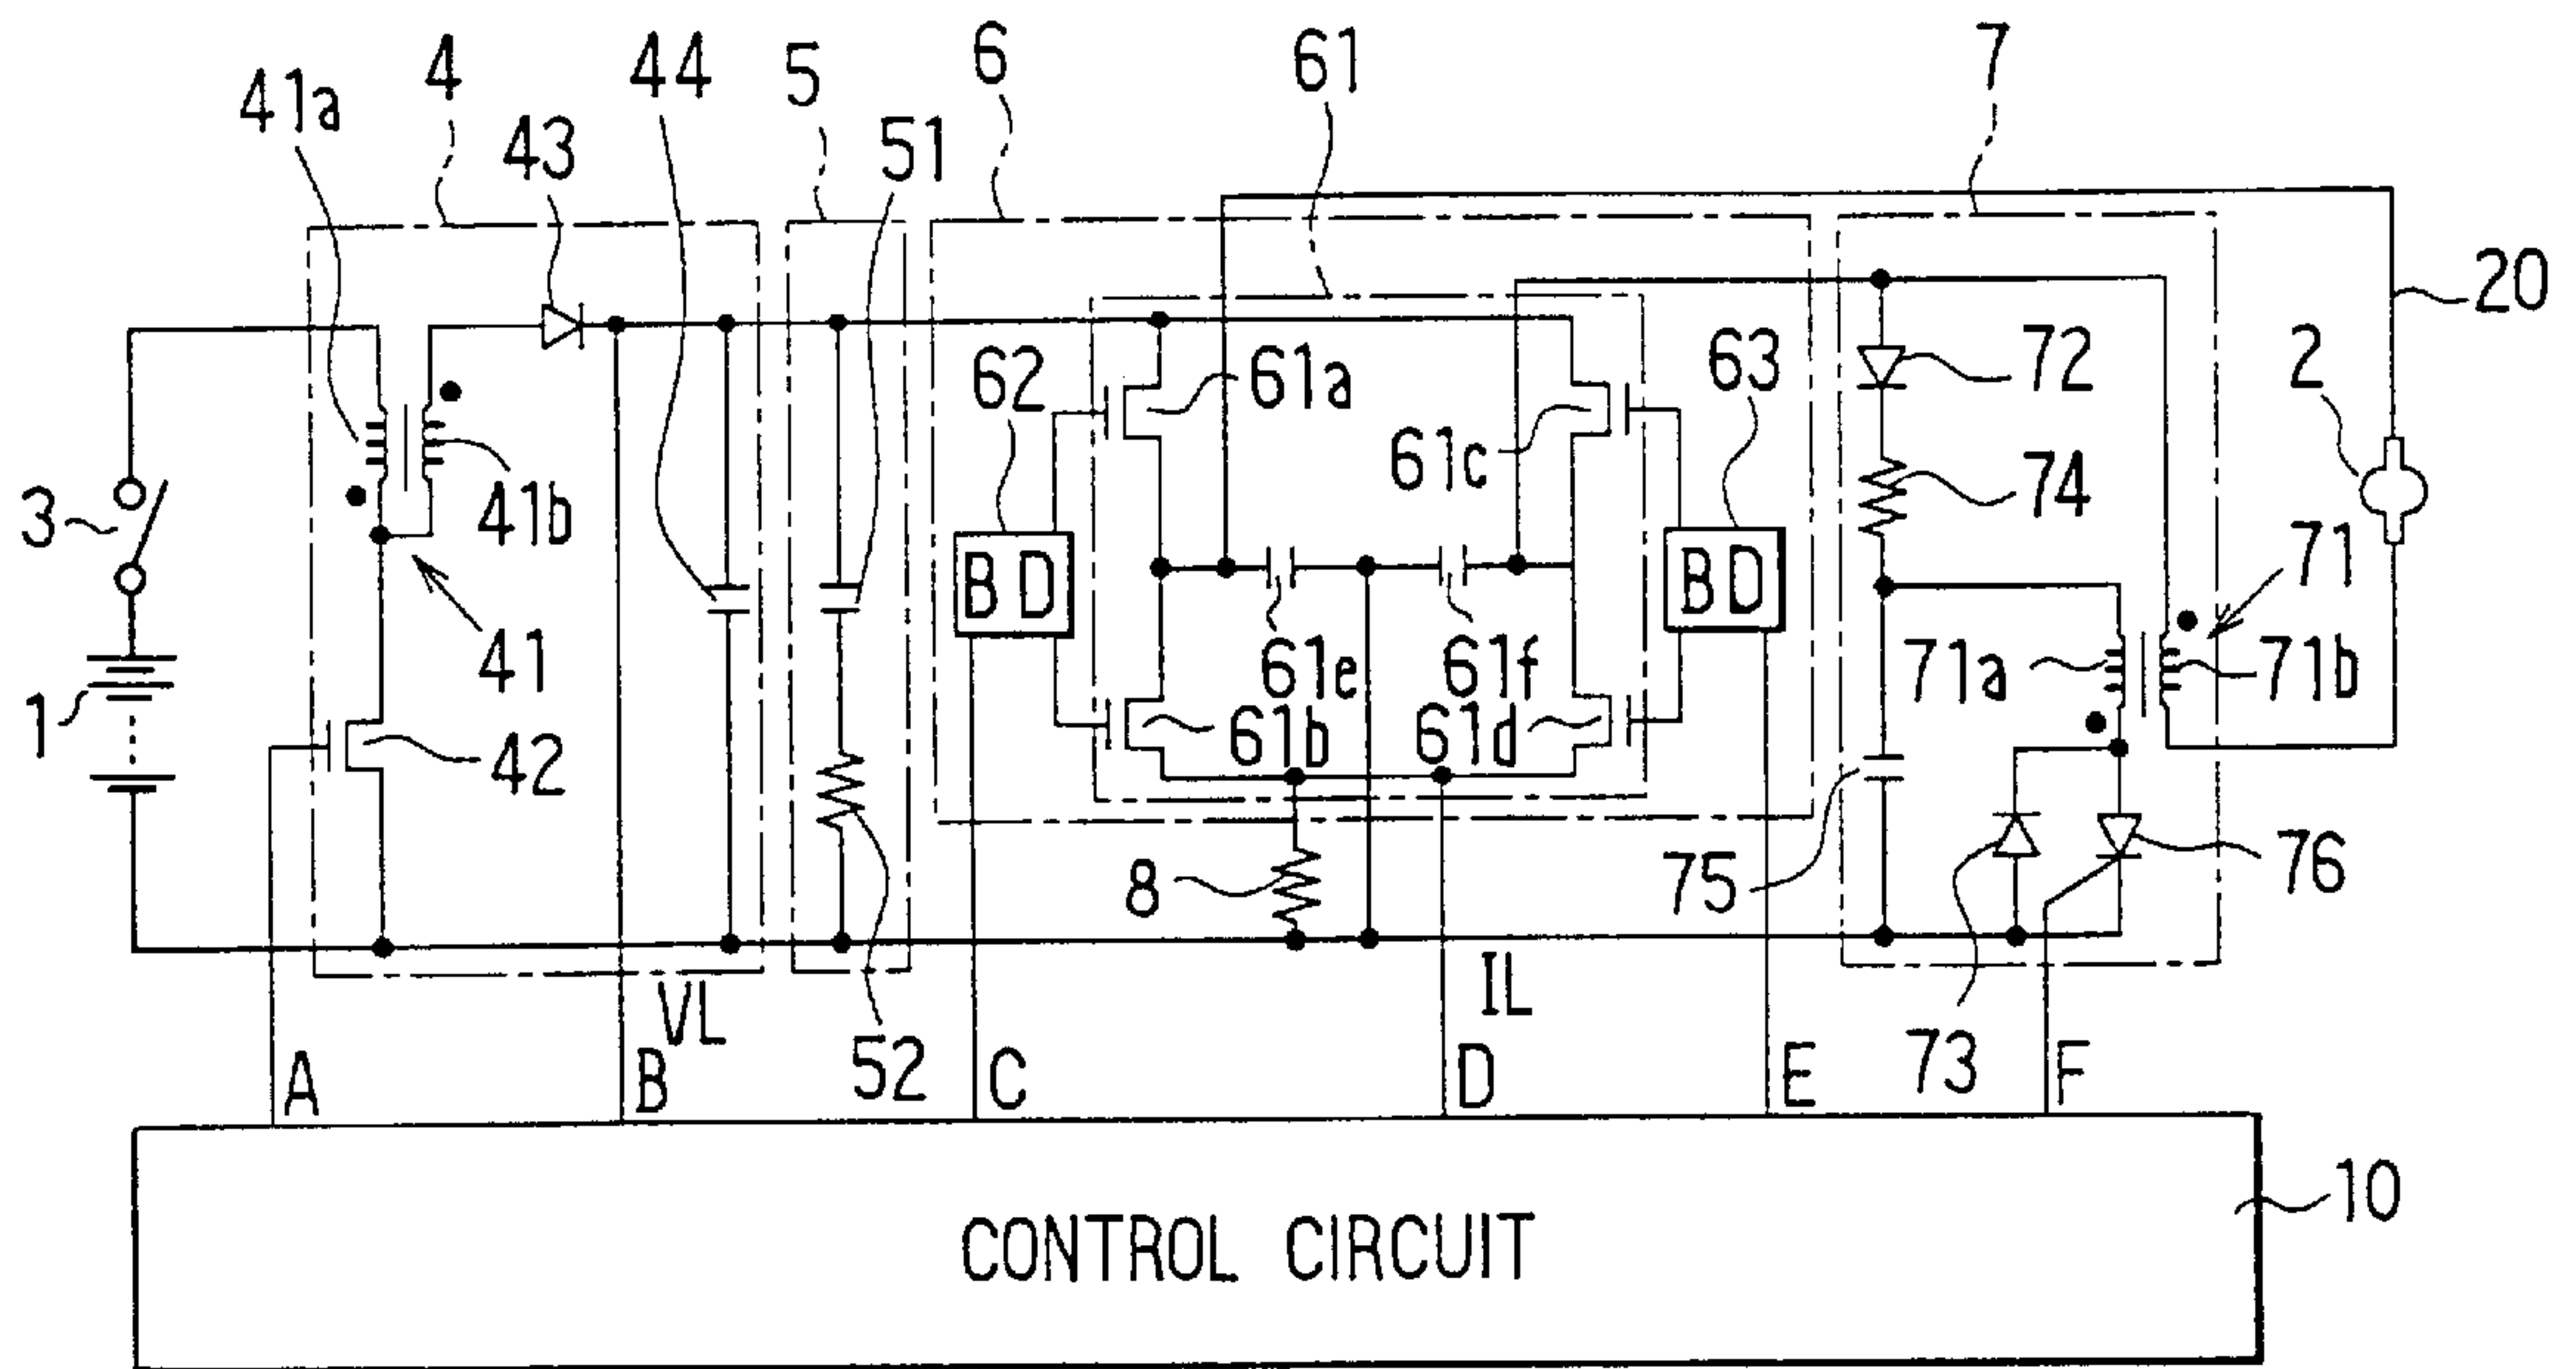 4 44 5 6 61 7
41a 43 51
20
62 61a 63 72 2
61c
3 41b 74
BD BD 71
41 61e 61f 71a 71b
1 42 61b 61d
8 75 76
VL IL
52 73
A B C D E F
10
CONTROL CIRCUIT